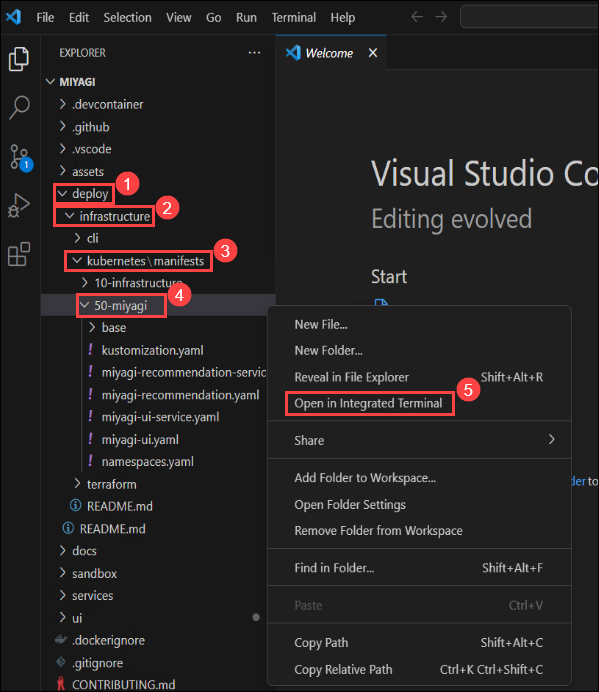 File Edit Selection View Go Run Terminal Help
EXPLORER
Welcome
MIYAGI
.devcontainer
.github
.vscode
assets
deploy 1
infrastructure 2
cli
kubernetes\manifests 3
10-infrastructure
50-miyagi 4
base
kustomization.yaml
miyagi-recommendation-servic
miyagi-recommendation.yaml
miyagi-ui-service.yaml
miyagi-ui.yaml
namespaces.yaml
terraform
README.md
README.md
docs
sandbox
services
ui
.dockerignore
.gitignore
CONTRIBUTING.md
1
Visual Studio Co
Editing evolved
Start
New File...
New Folder...
Reveal in File Explorer Shift+Alt+R
Open in Integrated Terminal 5
Share
Add Folder to Workspace...
der to
Open Folder Settings
Remove Folder from Workspace
Find in Folder... Shift+Alt+F
Paste Ctrl+V
Copy Path Shift+Alt+C
Copy Relative Path Ctrl+K Ctrl+Shift+C